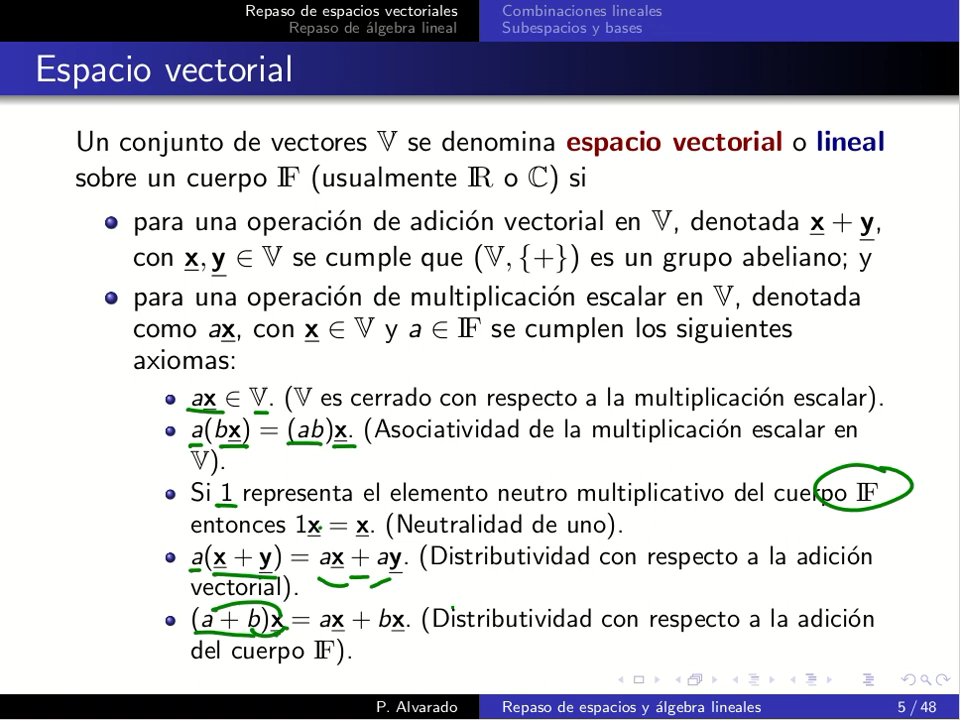 Repaso de espacios vectoriales Combinaciones lineales
Repaso de álgebra lineal Subespacios y bases
Espacio vectorial
Un conjunto de vectores 𝕍 se denomina espacio vectorial o lineal
sobre un cuerpo 𝔽 (usualmente ℝ o ℂ) si
para una operación de adición vectorial en 𝕍, denotada x + y,
con x, y ∈ 𝕍 se cumple que (𝕍, {+}) es un grupo abeliano; y
para una operación de multiplicación escalar en 𝕍, denotada
como ax, con x ∈ 𝕍 y a ∈ 𝔽 se cumplen los siguientes
axiomas:
ax ∈ 𝕍. (𝕍 es cerrado con respecto a la multiplicación escalar).
a(bx) = (ab)x. (Asociatividad de la multiplicación escalar en
𝕍).
Si 1 representa el elemento neutro multiplicativo del cuerpo 𝔽
entonces 1x = x. (Neutralidad de uno).
a(x + y) = ax + ay. (Distributividad con respecto a la adición
vectorial).
(a + b)x = ax + bx. (Distributividad con respecto a la adición
del cuerpo 𝔽).
P. Alvarado Repaso de espacios y álgebra lineales 5 / 48